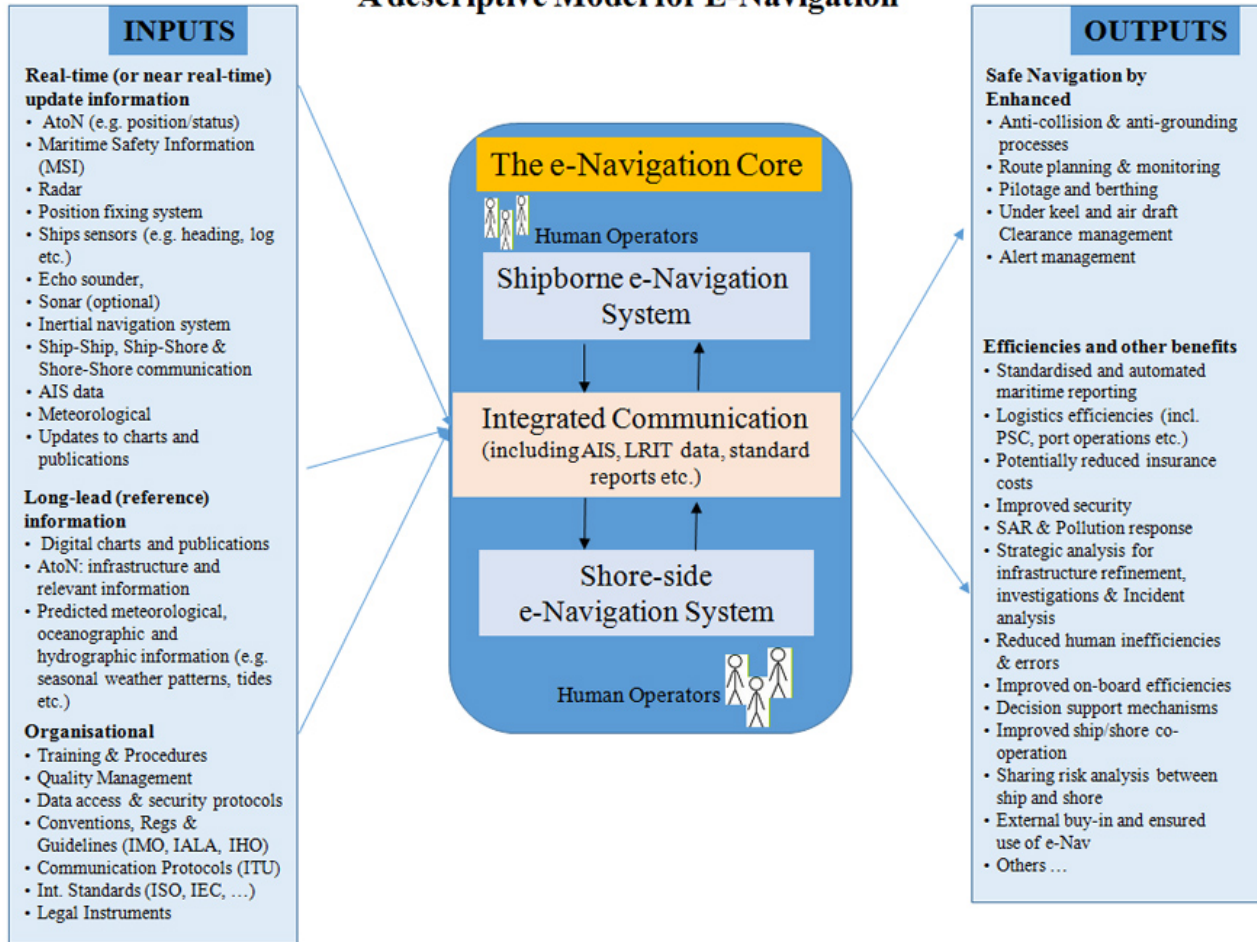 A descriptive Model for E-Navigation
INPUTS
Real-time (or near real-time)
update information
• AtoN (e.g. position/status)
• Maritime Safety Information
(MSI)
• Radar
• Position fixing system
• Ships sensors (e.g. heading, log
etc.)
• Echo sounder,
• Sonar (optional)
• Inertial navigation system
• Ship-Ship, Ship-Shore &
Shore-Shore communication
• AIS data
• Meteorological
• Updates to charts and
publications
Long-lead (reference)
information
• Digital charts and publications
• AtoN: infrastructure and
relevant information
• Predicted meteorological,
oceanographic and
hydrographic information (e.g.
seasonal weather patterns, tides
etc.)
Organisational
• Training & Procedures
• Quality Management
• Data access & security protocols
• Conventions, Regs &
Guidelines (IMO, IALA, IHO)
• Communication Protocols (ITU)
• Int. Standards (ISO, IEC, …)
• Legal Instruments
The e-Navigation Core
Human Operators
Shipborne e-Navigation
System
Integrated Communication
(including AIS, LRIT data, standard
reports etc.)
Shore-side
e-Navigation System
Human Operators
OUTPUTS
Safe Navigation by
Enhanced
• Anti-collision & anti-grounding
processes
• Route planning & monitoring
• Pilotage and berthing
• Under keel and air draft
Clearance management
• Alert management
Efficiencies and other benefits
• Standardised and automated
maritime reporting
• Logistics efficiencies (incl.
PSC, port operations etc.)
• Potentially reduced insurance
costs
• Improved security
• SAR & Pollution response
• Strategic analysis for
infrastructure refinement,
investigations & Incident
analysis
• Reduced human inefficiencies
& errors
• Improved on-board efficiencies
• Decision support mechanisms
• Improved ship/shore co-
operation
• Sharing risk analysis between
ship and shore
• External buy-in and ensured
use of e-Nav
• Others …